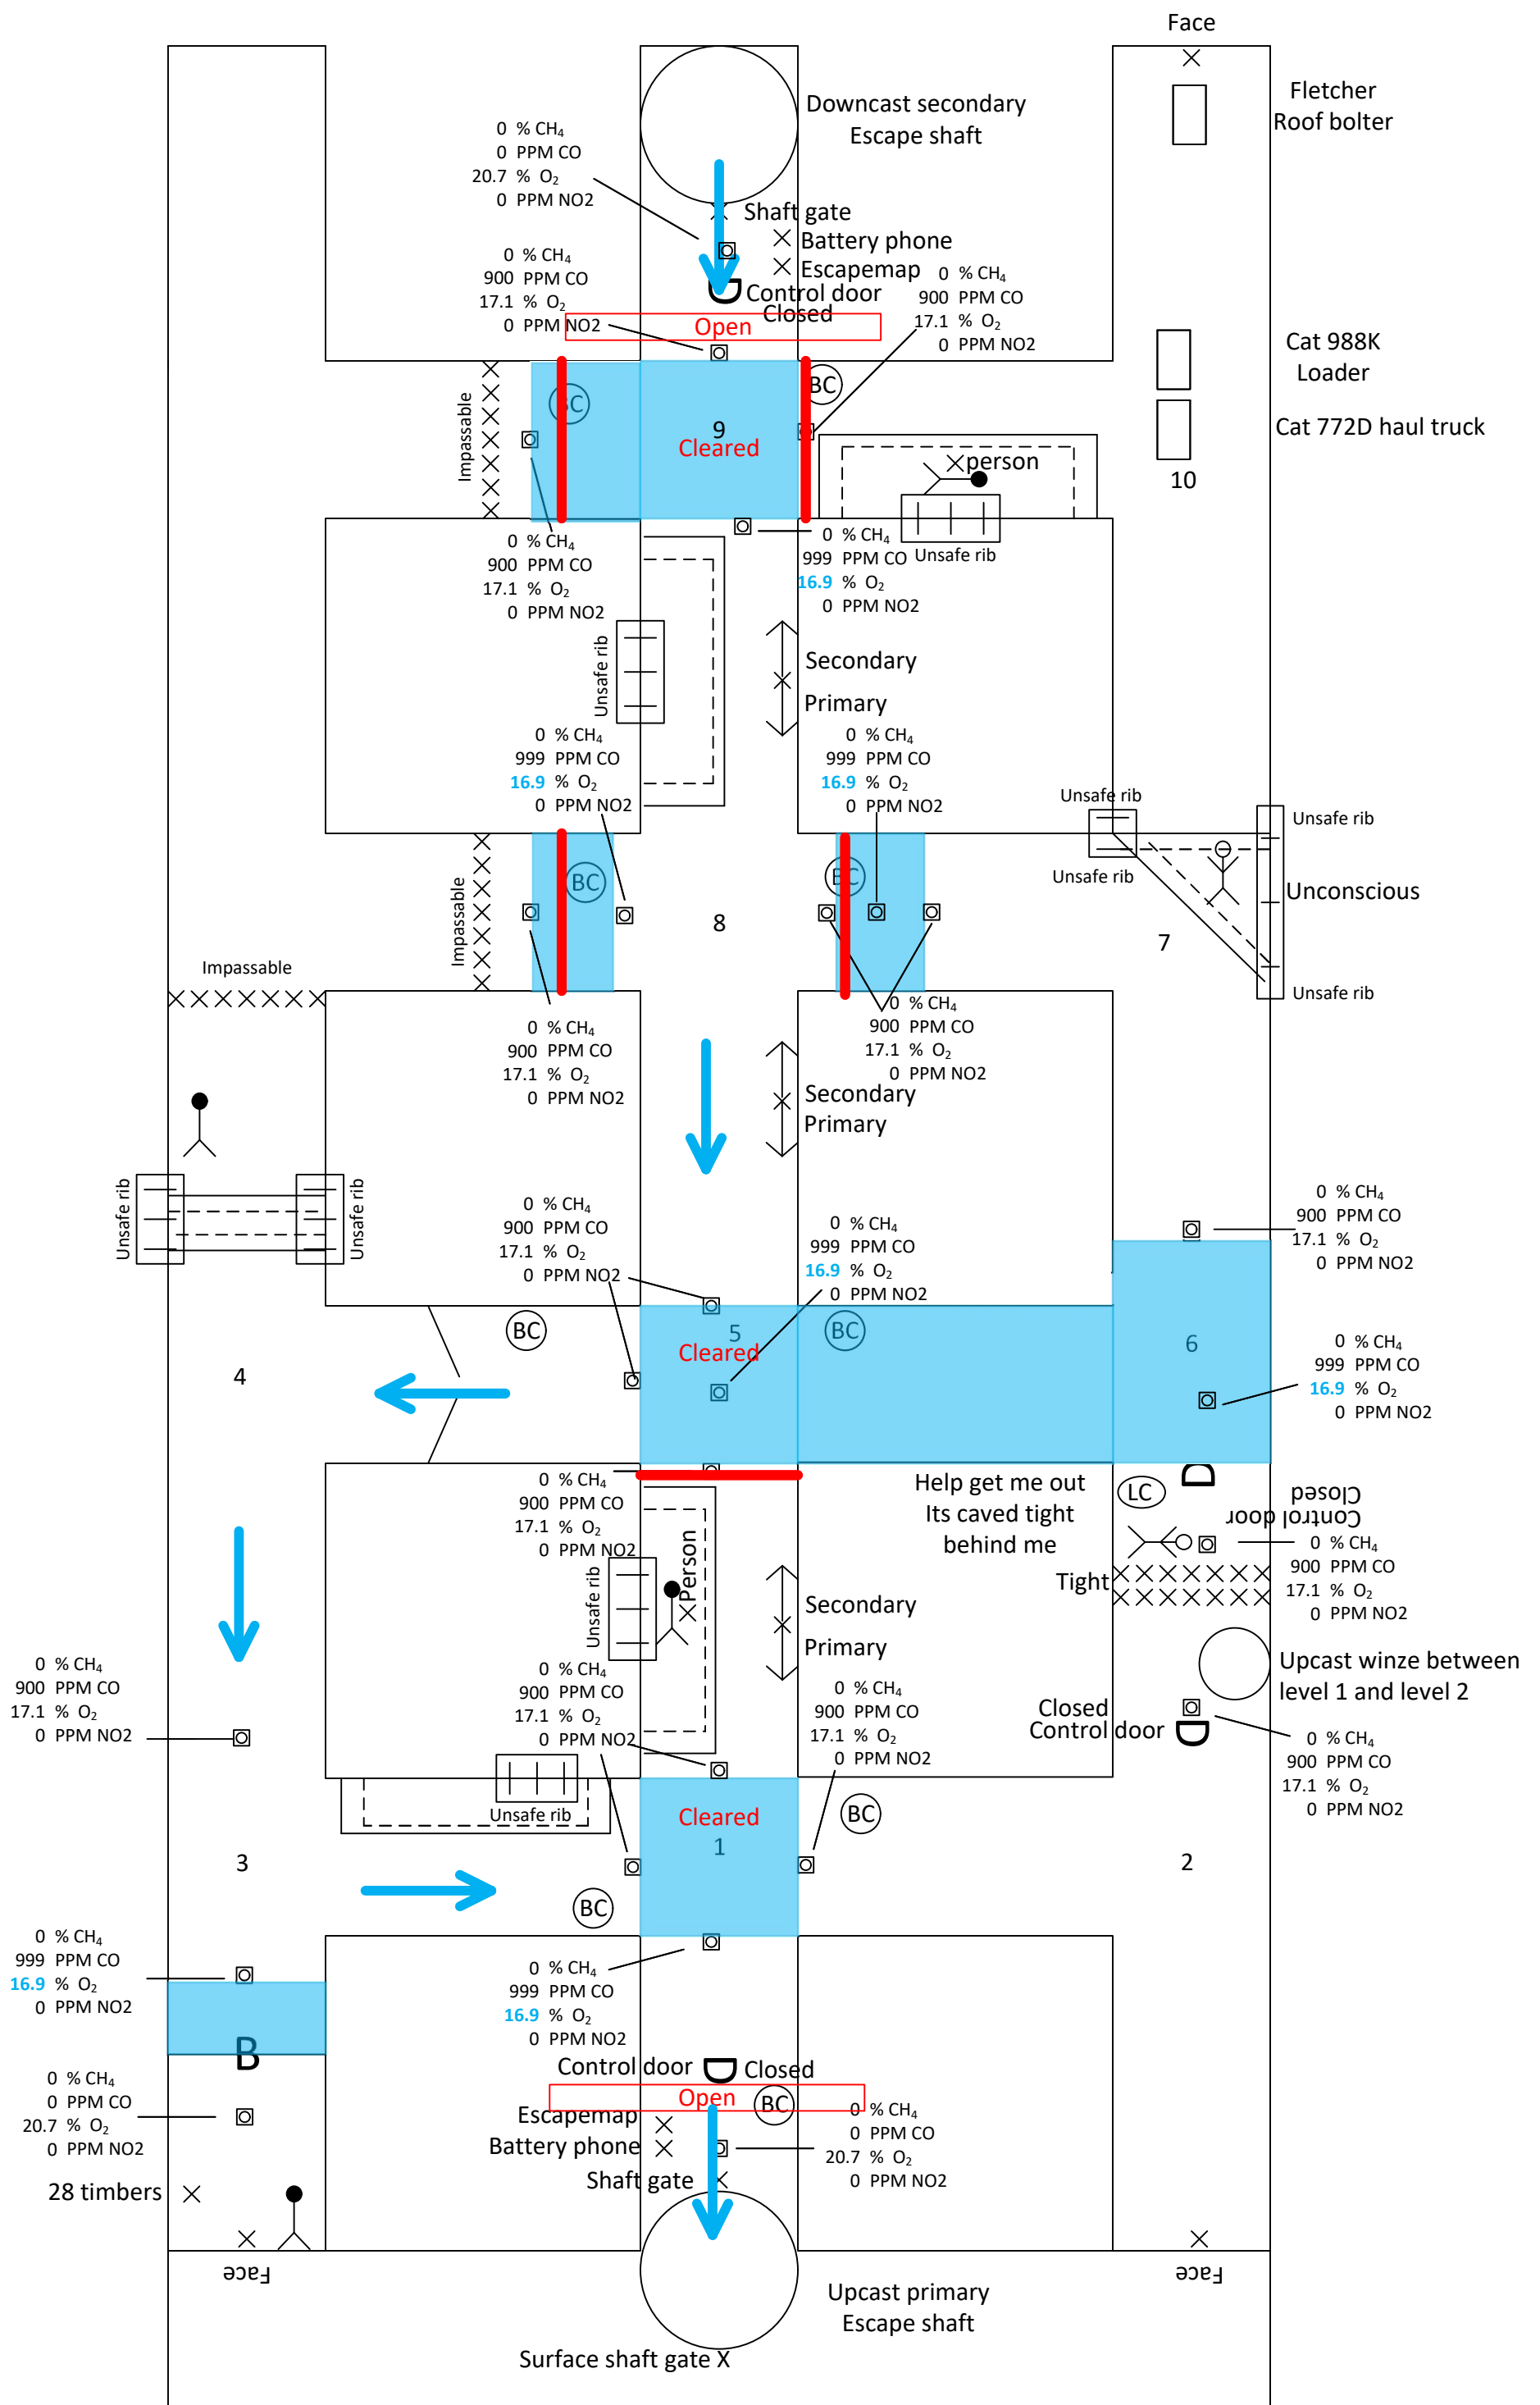 Face
Fletcher
Roof bolter
Downcast secondary
Escape shaft
0 % CH₄
0 PPM CO
20.7 % O₂
0 PPM NO2
Shaft gate
Battery phone
Escapemap
D
Control door
Closed
Open
0 % CH₄
900 PPM CO
17.1 % O₂
0 PPM NO2
0 % CH₄
900 PPM CO
17.1 % O₂
0 PPM NO2
Cat 988K
Loader
Cat 772D haul truck
10
Impassable
BC
BC
9
Cleared
person
Unsafe rib
0 % CH₄
900 PPM CO
17.1 % O₂
0 PPM NO2
0 % CH₄
999 PPM CO
16.9 % O₂
0 PPM NO2
Unsafe rib
Secondary
Primary
0 % CH₄
999 PPM CO
16.9 % O₂
0 PPM NO2
0 % CH₄
999 PPM CO
16.9 % O₂
0 PPM NO2
Unsafe rib
Unsafe rib
Unsafe rib
Unconscious
Unsafe rib
Impassable
BC
8
BC
7
Impassable
0 % CH₄
900 PPM CO
17.1 % O₂
0 PPM NO2
0 % CH₄
900 PPM CO
17.1 % O₂
0 PPM NO2
Secondary
Primary
Unsafe rib
Unsafe rib
0 % CH₄
900 PPM CO
17.1 % O₂
0 PPM NO2
0 % CH₄
999 PPM CO
16.9 % O₂
0 PPM NO2
0 % CH₄
900 PPM CO
17.1 % O₂
0 PPM NO2
4
BC
5
Cleared
BC
6
0 % CH₄
999 PPM CO
16.9 % O₂
0 PPM NO2
0 % CH₄
900 PPM CO
17.1 % O₂
0 PPM NO2
Help get me out
Its caved tight
behind me
LC
D
Closed
Control door
0 % CH₄
900 PPM CO
17.1 % O₂
0 PPM NO2
Tight
Unsafe rib
Person
Secondary
Primary
0 % CH₄
900 PPM CO
17.1 % O₂
0 PPM NO2
0 % CH₄
900 PPM CO
17.1 % O₂
0 PPM NO2
0 % CH₄
900 PPM CO
17.1 % O₂
0 PPM NO2
Upcast winze between
level 1 and level 2
Closed
Control door
D
0 % CH₄
900 PPM CO
17.1 % O₂
0 PPM NO2
Unsafe rib
Cleared
1
BC
3
BC
2
0 % CH₄
999 PPM CO
16.9 % O₂
0 PPM NO2
B
0 % CH₄
999 PPM CO
16.9 % O₂
0 PPM NO2
0 % CH₄
0 PPM CO
20.7 % O₂
0 PPM NO2
Control door D Closed
Open
BC
Escapemap
Battery phone
Shaft gate
0 % CH₄
0 PPM CO
20.7 % O₂
0 PPM NO2
28 timbers
Face
Face
Upcast primary
Escape shaft
Surface shaft gate X